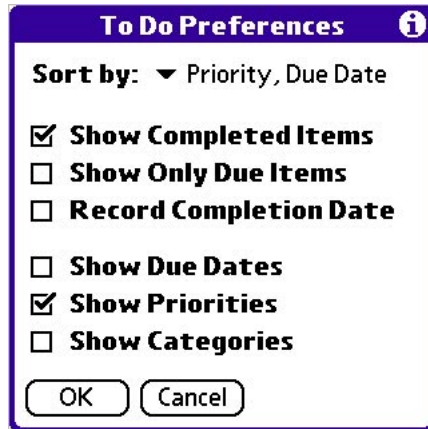 To Do Preferences
Sort by: Priority, Due Date
Show Completed Items
Show Only Due Items
Record Completion Date
Show Due Dates
Show Priorities
Show Categories
OK Cancel